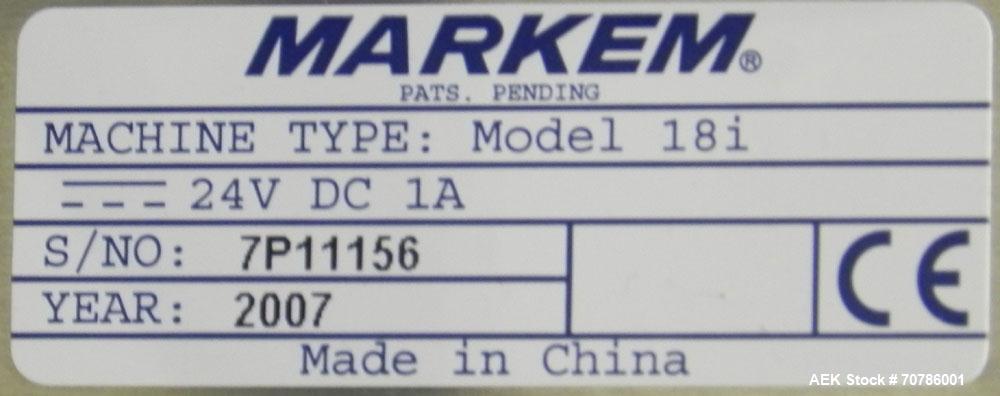 MARKEM®
PATS. PENDING
MACHINE TYPE: Model 18i
24V DC 1A
S/NO: 7P11156
YEAR: 2007
CE
Made in China
AEK Stock # 70786001